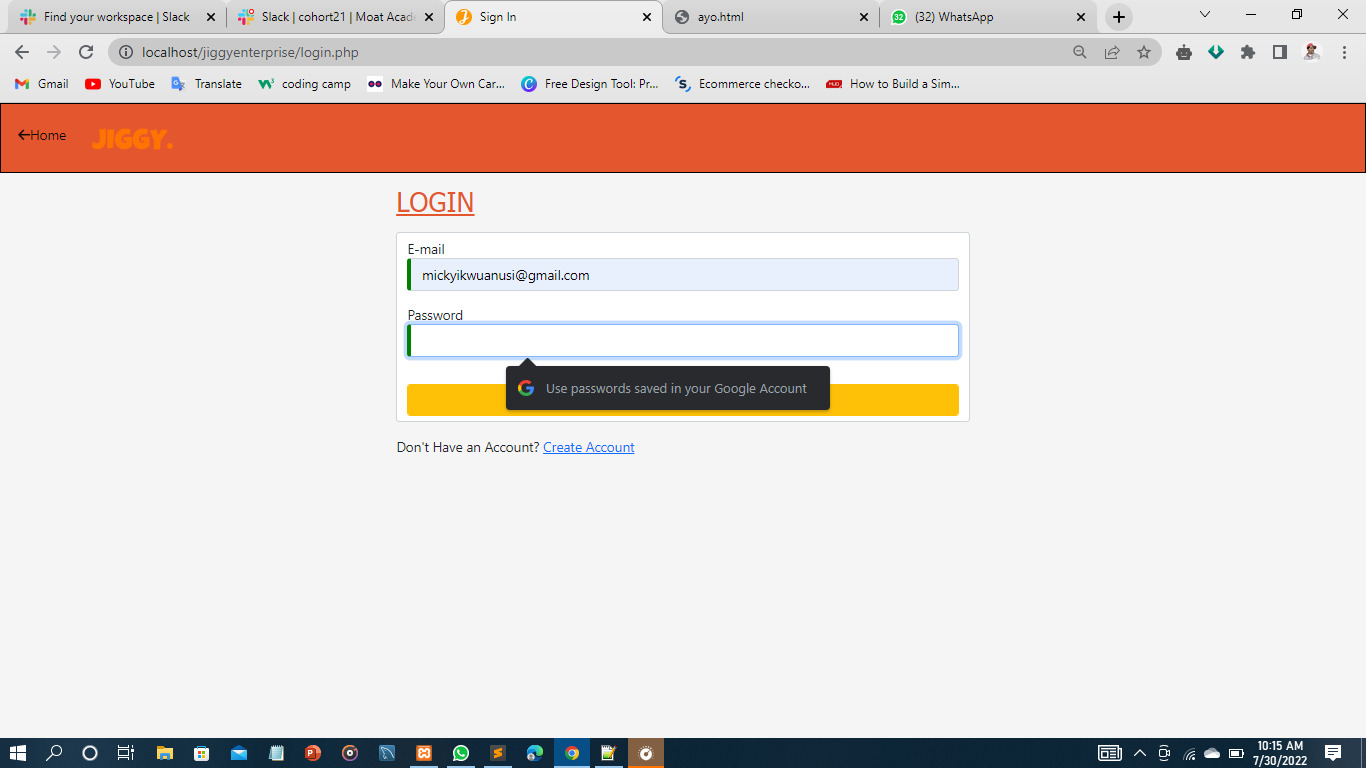 Find your workspace | Slack
Slack | cohort21 | Moat Acade
Sign In
ayo.html
32
(32) WhatsApp
localhost/jiggyenterprise/login.php
Gmail
YouTube
Translate
coding camp
Make Your Own Car...
Free Design Tool: Pr...
Ecommerce checko...
How to Build a Sim...
Home
JIGGY.
LOGIN
E-mail
mickyikwuanusi@gmail.com
Password
Use passwords saved in your Google Account
Don't Have an Account? Create Account
10:15 AM
7/30/2022